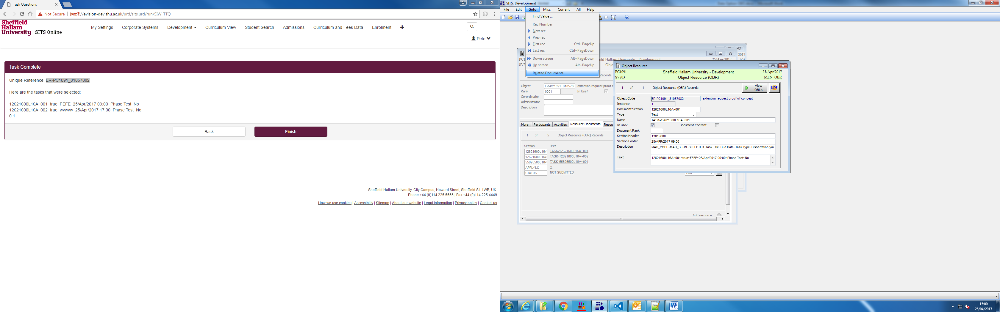 Task Questions
Not Secure https://evision-dev.shu.ac.uk/urd/sits.urd/run/SIW_TTQ
Sheffield
Hallam
University
SITS Online
My Settings Corporate Systems Development Curriculum View Student Search Admissions Curriculum and Fees Data Enrolment
Pete
Task Complete
Unique Reference: ER-PC1091_81057082
Here are the tasks that were selected:
12621600L16A~001~true~FEFE~25/Apr/2017 09:00~Phase Test~No
12621600L16A~002~true~wvwvw~25/Apr/2017 17:00~Phase Test~No
0 1
Back Finish
Sheffield Hallam University, City Campus, Howard Street, Sheffield S1 1WB, UK
Phone +44 (0)114 225 5555 | Fax +44 (0)114 225 4449
How we use cookies | Accessibilty | Sitemap | About our website | Legal information | Privacy policy | Contact us
SITS: Development
File Edit Goto Misc Current All Help
Find Value ...
Rec Number
Next rec
Prev rec
First rec Ctrl+PageUp
Last rec Ctrl+PageDown
Down screen Alt+PageDown
Up screen Alt+PageUp
Related Documents ...
PC1 eld Hallam University - Development 25/Apr/2017
SV2 Obje
Records
Object ER-PC1091_8105708 extention request proof
Rank 0001 In Use?
Co-ordinator
Administrator
Description
More Participants Activities Resource Documents Resou
1 of 5 Object Resource (OBR) Records
Section Text
12621600L16A TASK-12621600L16A~001
12621600L16A TASK-12621600L16A~002
55695500L16A TASK-55695500L16A~001
APPLYLC Y
STATUS NOT SUBMITTED
Add resource
Object Resource
PC1091 Sheffield Hallam University - Development 25/Apr/2017
SV203 Object Resource (OBR) MEN_OBR
1 of 1 Object Resource (OBR) Records View OBLs UDF
Object Code ER-PC1091_81057082 extention request proof of concept
Instance 1
Document Section 12621600L16A~001
Type Text
Name TASK-12621600L16A~001
In use? Document Content
Document Rank
Section Header 13019800
Section Footer 25/APR/2017 09:00
Description MAP_CODE~MAB_SEQN~SELECTED~Task Title~Due Date~Task Type~Dissertation y/n
Text 12621600L16A~001~true~FEFE~25/Apr/2017 09:00~Phase Test~No
15:00
25/04/2017